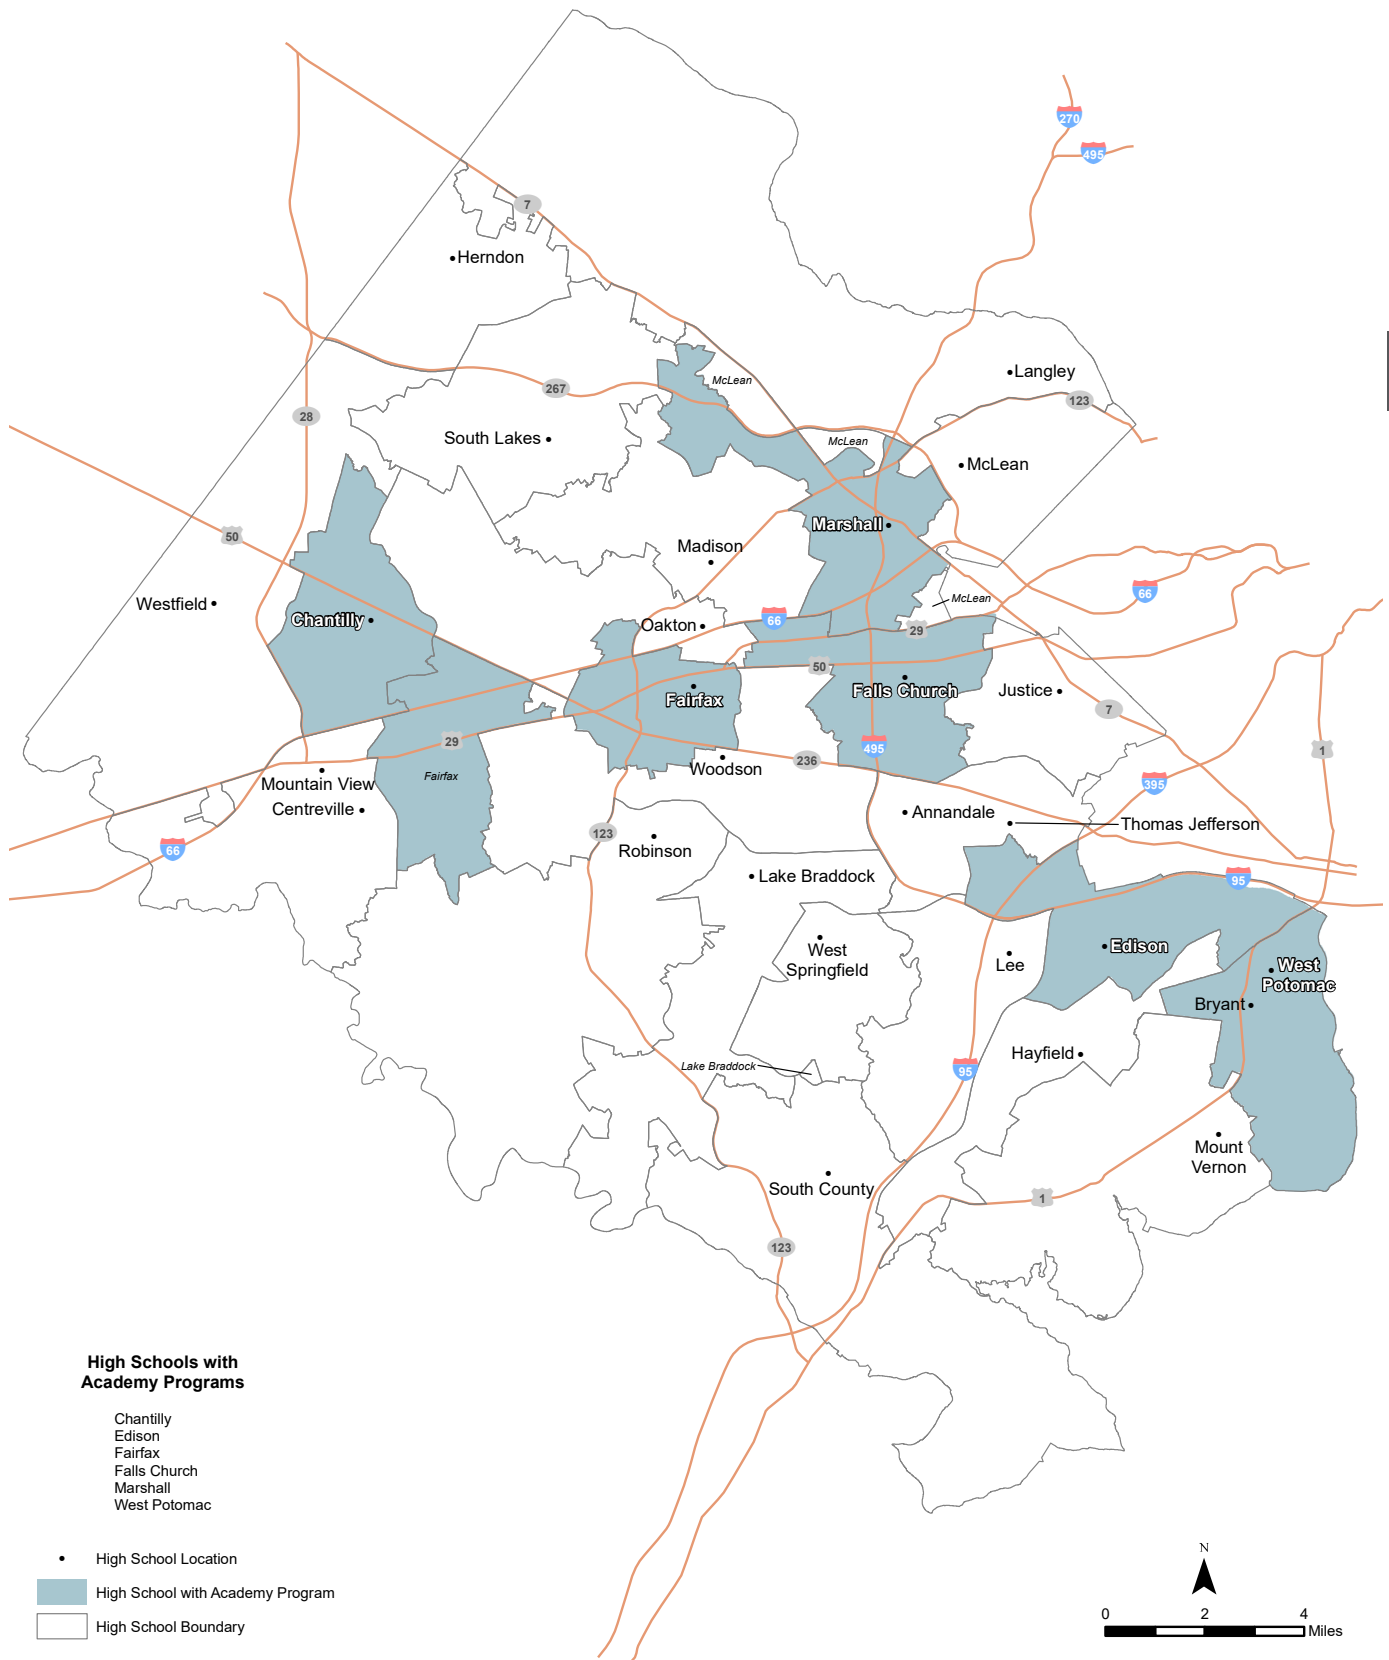 270
495
7
Herndon
Langley
McLean
267
123
28
South Lakes
McLean
McLean
Marshall
50
Madison
66
Westfield
McLean
Chantilly
66
Oakton
29
50
Falls Church
Justice
Fairfax
7
29
495
1
236
Woodson
Fairfax
Mountain View
395
Centreville
Annandale
Thomas Jefferson
123
Robinson
66
Lake Braddock
95
West
Springfield
Edison
Lee
West
Potomac
Bryant
Hayfield
Lake Braddock
95
Mount
Vernon
South County
1
123
High Schools with
Academy Programs
Chantilly
Edison
Fairfax
Falls Church
Marshall
West Potomac
High School Location
High School with Academy Program
High School Boundary
N
0 2 4
Miles